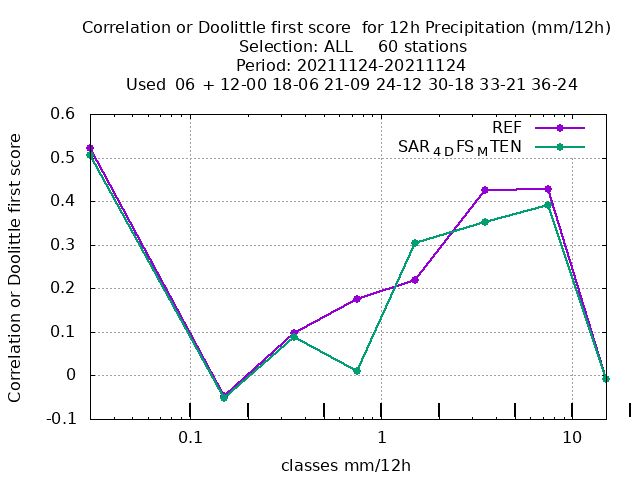 Correlation or Doolittle first score  for 12h Precipitation (mm/12h)
Selection: ALL     60 stations
Period: 20211124-20211124
Used  06 + 12-00 18-06 21-09 24-12 30-18 33-21 36-24
Correlation or Doolittle first score
0.6
0.5
0.4
0.3
0.2
0.1
0
-0.1
REF
SAR4DFSMTEN
0.1
1
10
classes mm/12h